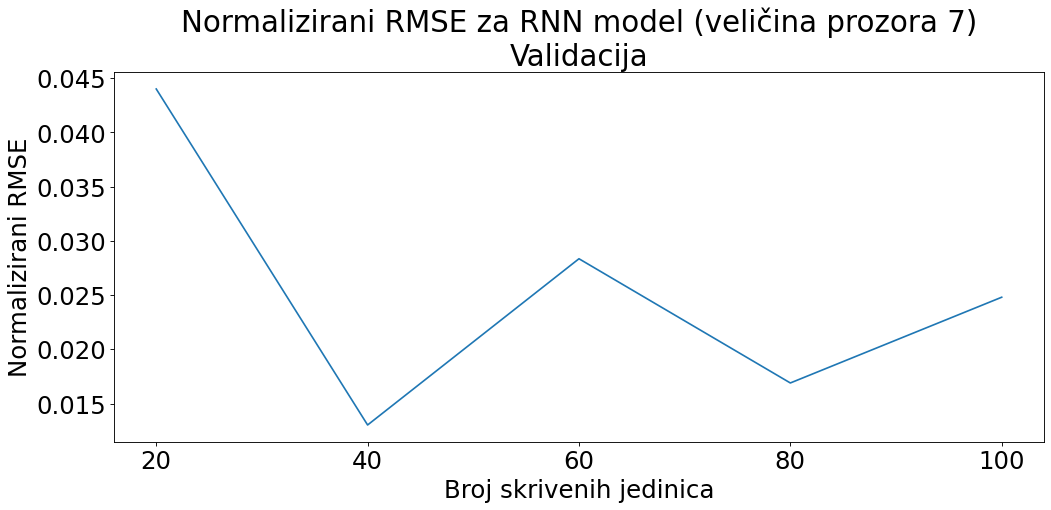 Normalizirani RMSE za RNN model (veličina prozora 7)
Validacija
Normalizirani RMSE
0.045
0.040
0.035
0.030
0.025
0.020
0.015
20 40 60 80 100
Broj skrivenih jedinica